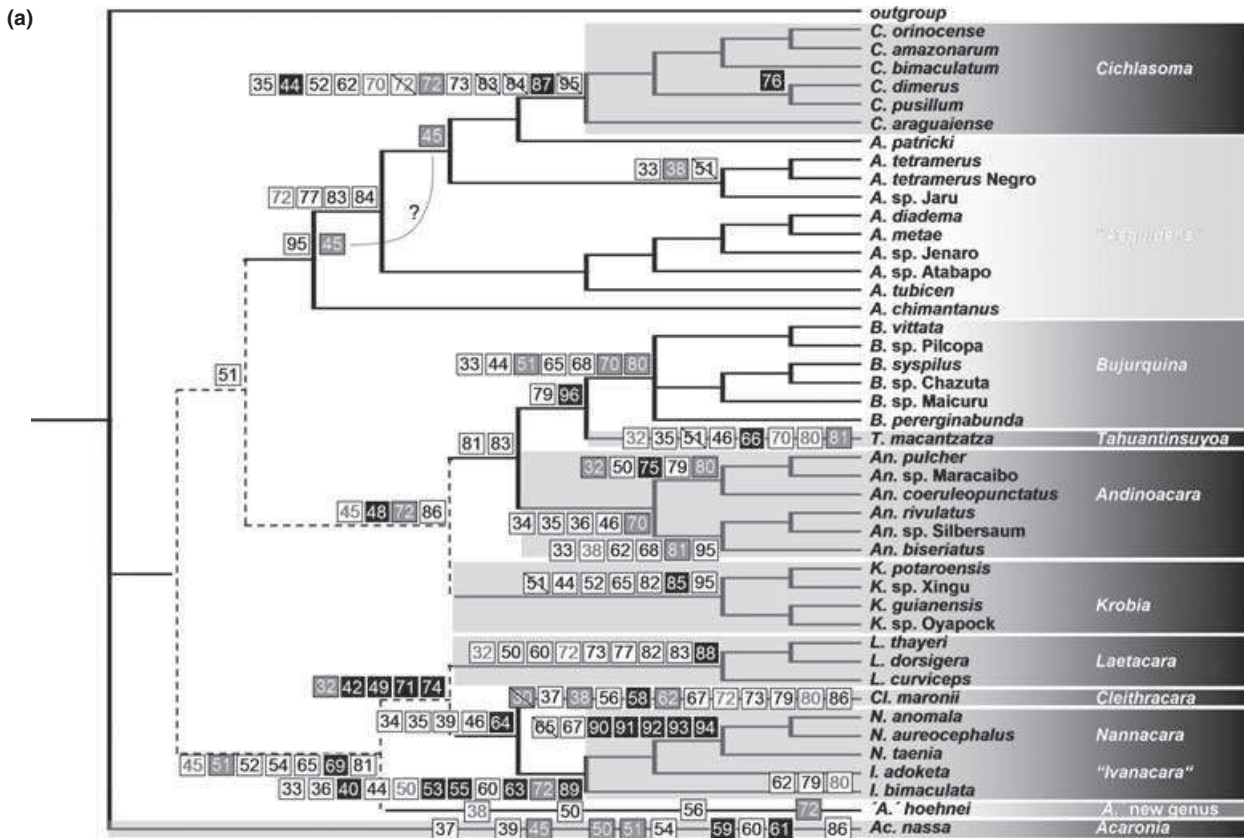 (a)
outgroup
C. orinocense
C. amazonarum
C. bimaculatum
C. dimerus
C. pusillum
C. araguaiense
Cichlasoma
76
35 44 52 62 70 72 72 73 83 84 87 95
45
A. patricki
A. tetramerus
A. tetramerus Negro
A. sp. Jaru
33 38 51
72 77 83 84
?
95 45
A. diadema
A. metae
A. sp. Jenaro
A. sp. Atabapo
A. tubicen
A. chimantanus
"Aequidens"
51
B. vittata
B. sp. Pilcopa
B. syspilus
B. sp. Chazuta
B. sp. Maicuru
B. pererginabunda
Bujurquina
33 44 51 65 68 70 80
79 96
T. macantzatza
Tahuantinsuyoa
32 35 51 46 66 70 80 81
81 83
An. pulcher
An. sp. Maracaibo
An. coeruleopunctatus
An. rivulatus
An. sp. Silbersaum
An. biseriatus
Andinoacara
32 50 75 79 80
45 48 72 86
34 35 36 46 70
33 38 62 68 81 95
K. potaroensis
K. sp. Xingu
K. guianensis
K. sp. Oyapock
Krobia
51 44 52 65 82 85 95
L. thayeri
L. dorsigera
L. curviceps
Laetacara
32 50 60 72 73 77 82 83 88
32 42 49 71 74
Cl. maronii
Cleithracara
37 38 56 58 62 67 72 73 79 80 86
34 35 39 46 64
65 67 90 91 92 93 94
N. anomala
N. aureocephalus
N. taenia
Nannacara
I. adoketa
I. bimaculata
"Ivanacara"
62 79 80
45 51 52 54 65 69 81
33 36 40 44 50 53 55 60 63 72 89
'A.' hoehnei
A. new genus
38 50 56 72
Ac. nassa
Acaronia
37 39 45 50 51 54 59 60 61 86